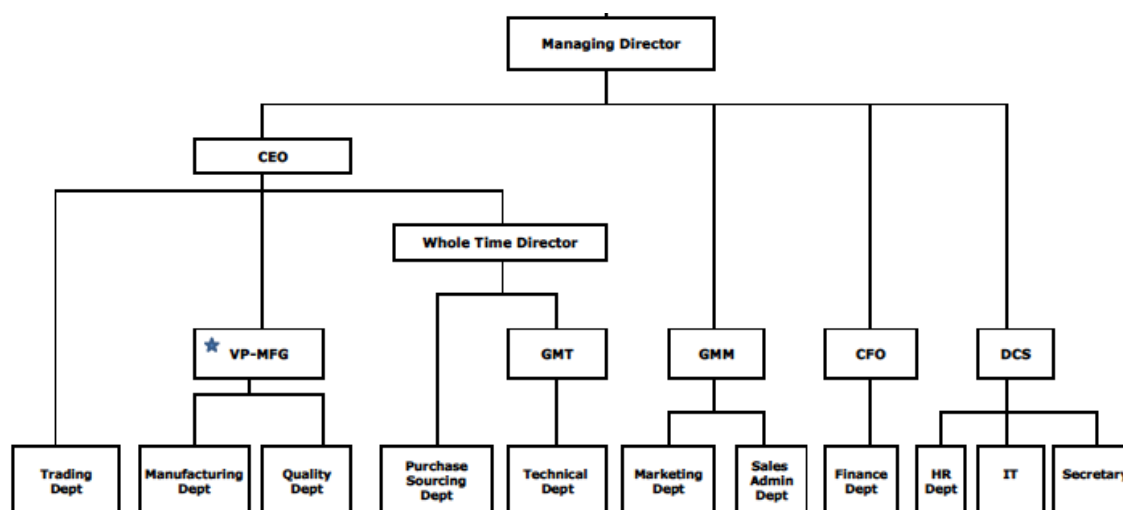 Managing Director
CEO
Whole Time Director
VP-MFG
GMT
GMM
CFO
DCS
Trading
Dept
Manufacturing
Dept
Quality
Dept
Purchase
Sourcing
Dept
Technical
Dept
Marketing
Dept
Sales
Admin
Dept
Finance
Dept
HR
Dept
IT
Secretary